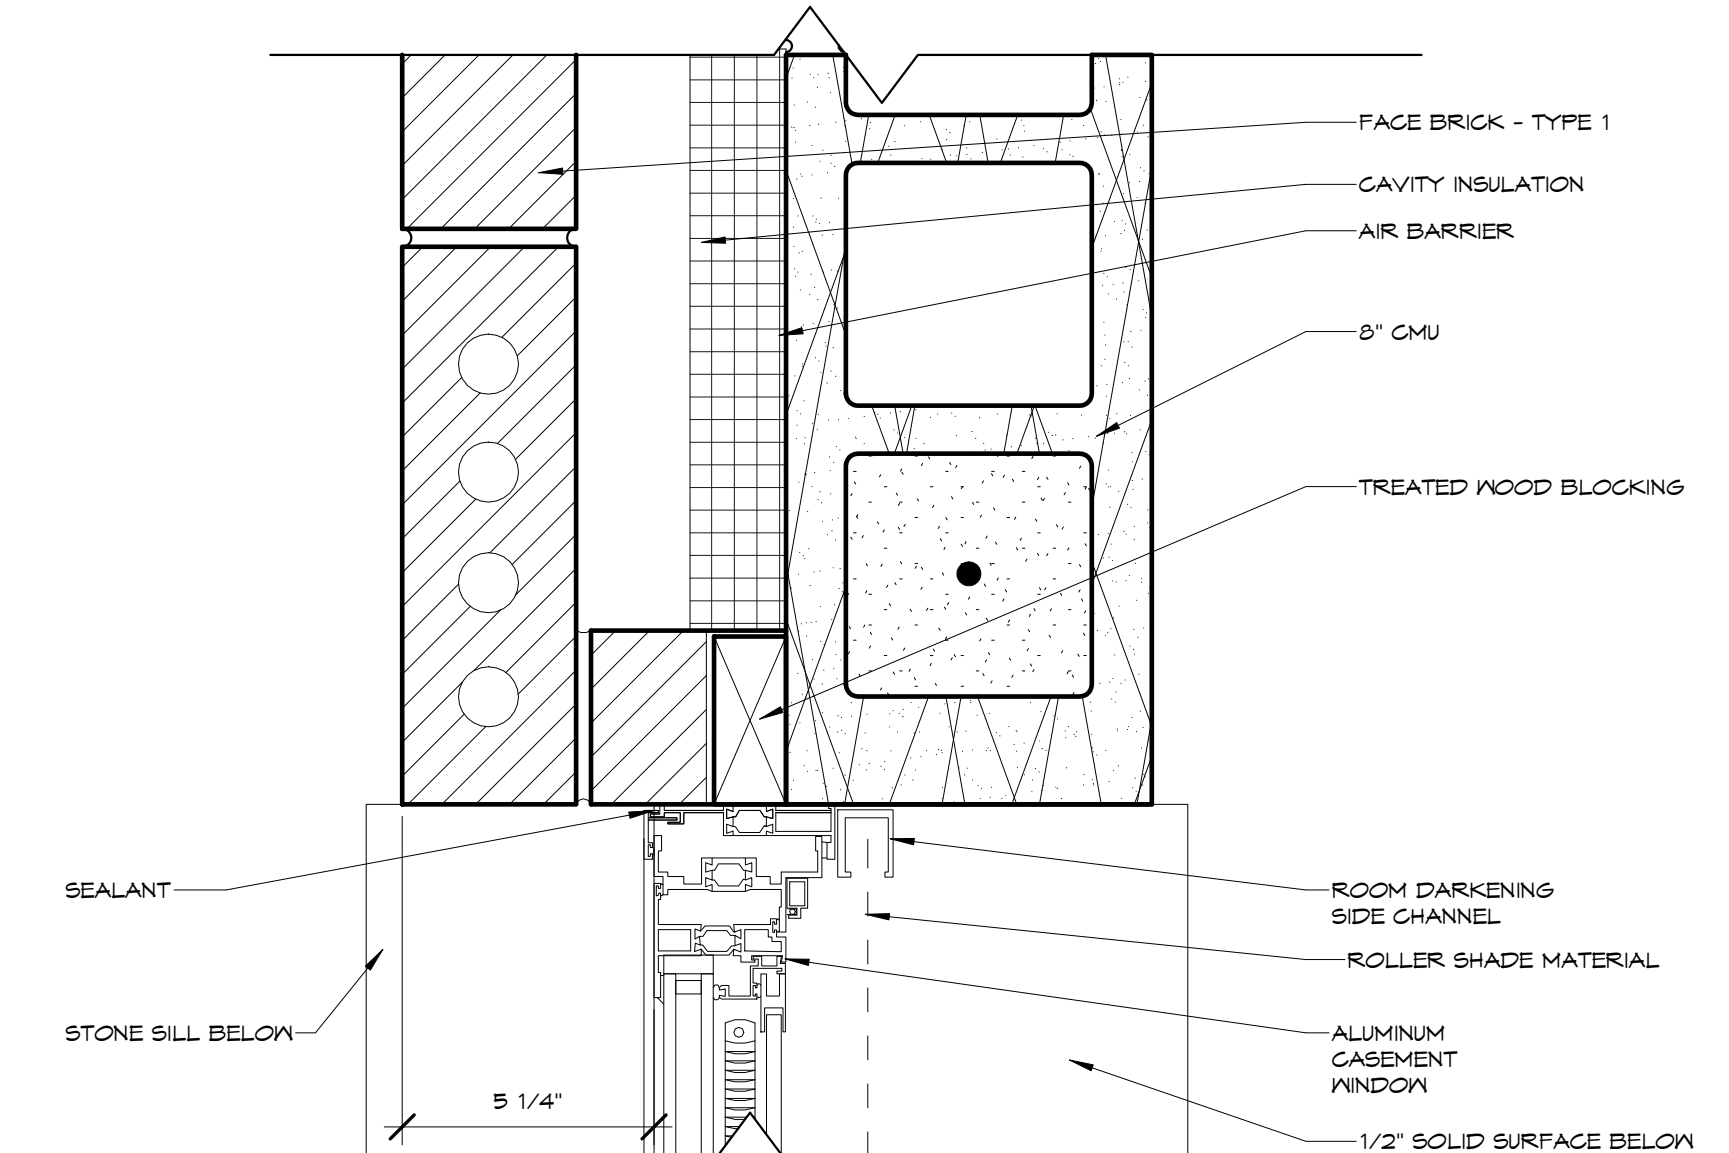 FACE BRICK - TYPE 1
CAVITY INSULATION
AIR BARRIER
8" CMU
TREATED WOOD BLOCKING
SEALANT
ROOM DARKENING
SIDE CHANNEL
ROLLER SHADE MATERIAL
STONE SILL BELOW
ALUMINUM
CASEMENT
WINDOW
5 1/4"
1/2" SOLID SURFACE BELOW